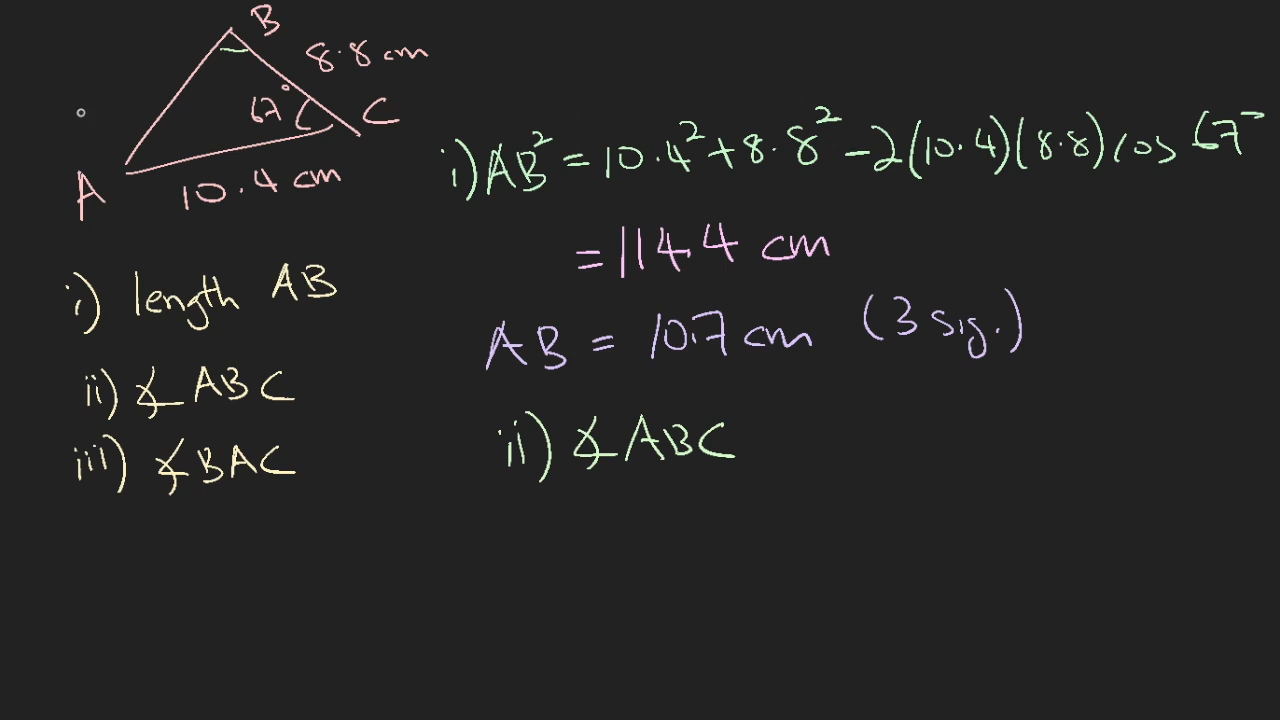 B
8.8 cm
67° C
A
10.4 cm
i) AB² = 10.4² + 8.8² - 2(10.4)(8.8) cos 67°
= 114.4 cm
AB = 10.7 cm (3 sig.)
i) length AB
ii) ∡ABC
iii) ∡BAC
ii) ∡ABC